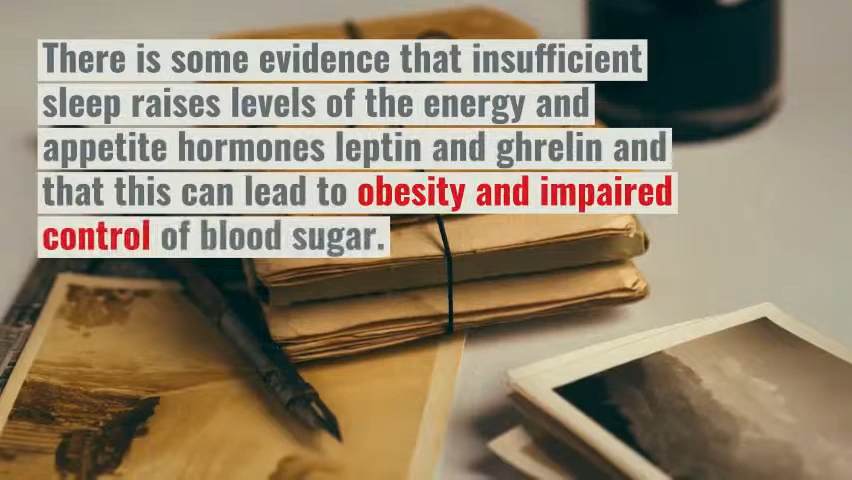 There is some evidence that insufficient
sleep raises levels of the energy and
appetite hormones leptin and ghrelin and
that this can lead to obesity and impaired
control of blood sugar.